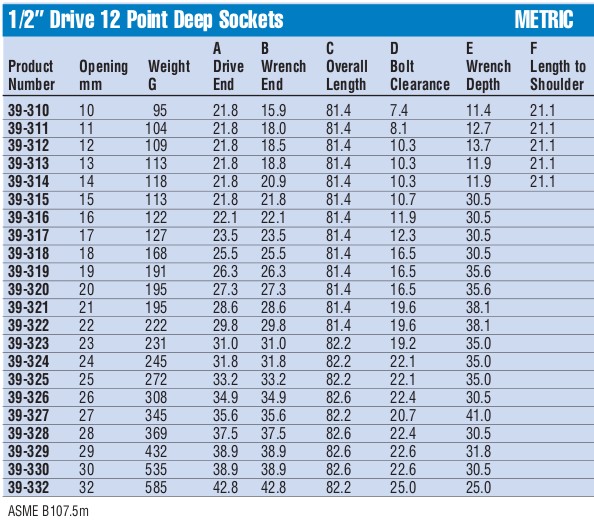 1/2″ Drive 12 Point Deep Sockets METRIC
A B C D E F
Product Opening Weight Drive Wrench Overall Bolt Wrench Length to
Number mm G End End Length Clearance Depth Shoulder
39-310 10 95 21.8 15.9 81.4 7.4 11.4 21.1
39-311 11 104 21.8 18.0 81.4 8.1 12.7 21.1
39-312 12 109 21.8 18.5 81.4 10.3 13.7 21.1
39-313 13 113 21.8 18.8 81.4 10.3 11.9 21.1
39-314 14 118 21.8 20.9 81.4 10.3 11.9 21.1
39-315 15 113 21.8 21.8 81.4 10.7 30.5
39-316 16 122 22.1 22.1 81.4 11.9 30.5
39-317 17 127 23.5 23.5 81.4 12.3 30.5
39-318 18 168 25.5 25.5 81.4 16.5 30.5
39-319 19 191 26.3 26.3 81.4 16.5 35.6
39-320 20 195 27.3 27.3 81.4 16.5 35.6
39-321 21 195 28.6 28.6 81.4 19.6 38.1
39-322 22 222 29.8 29.8 81.4 19.6 38.1
39-323 23 231 31.0 31.0 82.2 19.2 35.0
39-324 24 245 31.8 31.8 82.2 22.1 35.0
39-325 25 272 33.2 33.2 82.2 22.1 35.0
39-326 26 308 34.9 34.9 82.6 22.4 30.5
39-327 27 345 35.6 35.6 82.2 20.7 41.0
39-328 28 369 37.5 37.5 82.6 22.4 30.5
39-329 29 432 38.9 38.9 82.6 22.6 31.8
39-330 30 535 38.9 38.9 82.6 22.6 30.5
39-332 32 585 42.8 42.8 82.2 25.0 25.0
ASME B107.5m